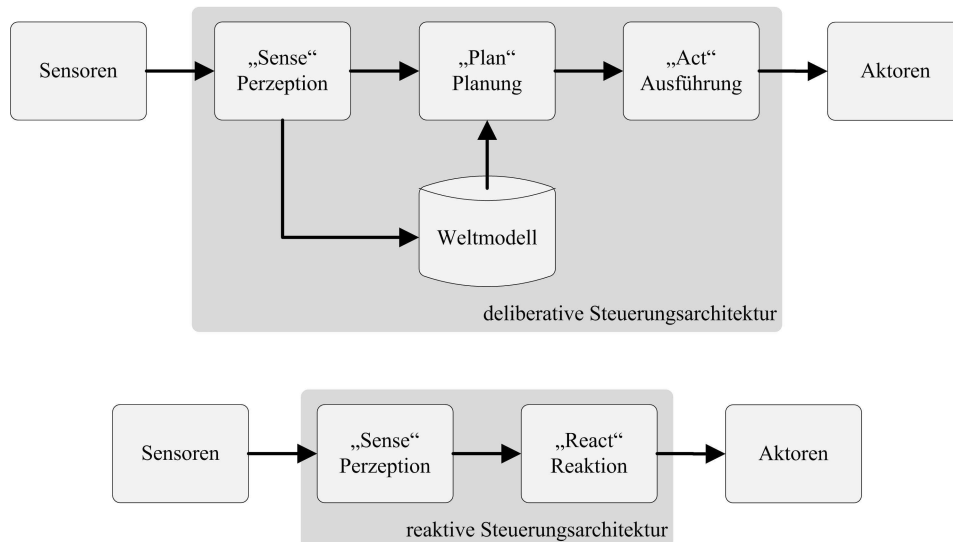 Sensoren
„Sense“
Perzeption
„Plan“
Planung
„Act“
Ausführung
Aktoren
Weltmodell
deliberative Steuerungsarchitektur
Sensoren
„Sense“
Perzeption
„React“
Reaktion
Aktoren
reaktive Steuerungsarchitektur